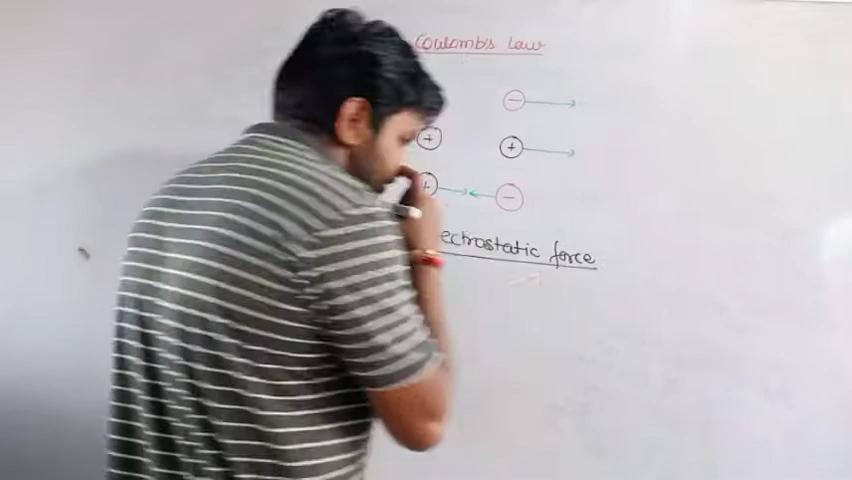 Coulomb's Law
−
+ +
+ −
ectrostatic force